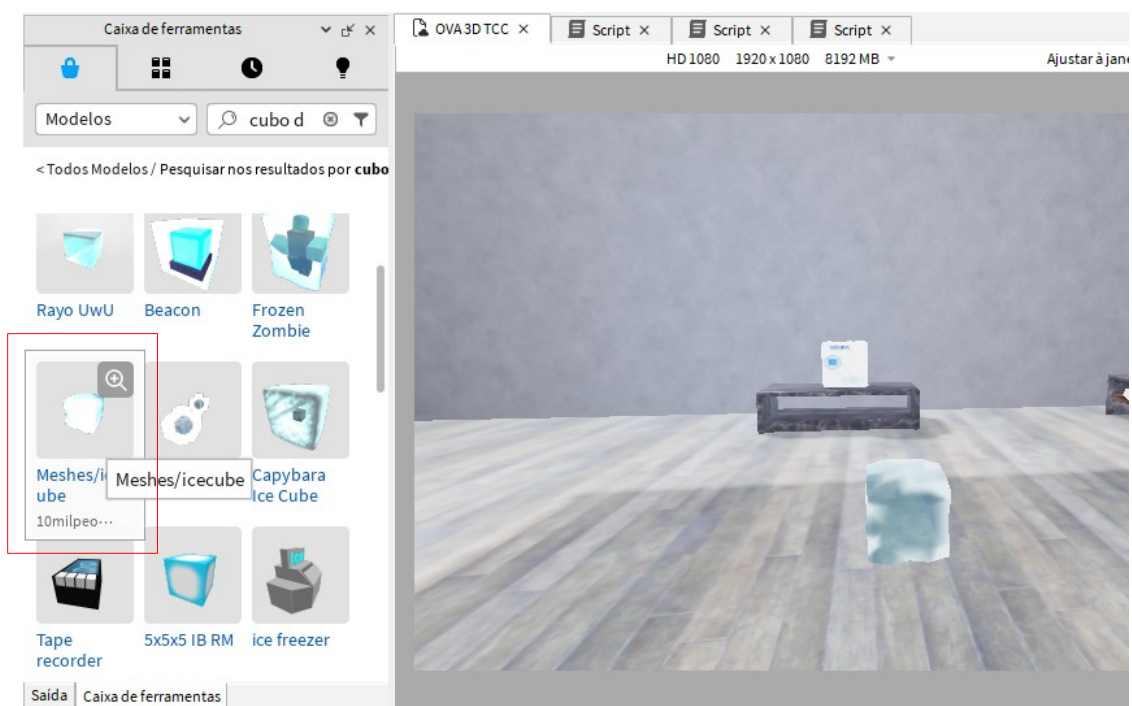 Caixa de ferramentas
OVA 3D TCC
Script
Script
Script
HD 1080 1920 x 1080 8192 MB
Ajustar à jane
Modelos
cubo d
< Todos Modelos / Pesquisar nos resultados por cubo
Rayo UwU
Beacon
Frozen
Zombie
Meshes/i
ube
10milpeo...
Meshes/icecube
Capybara
Ice Cube
Tape
recorder
5x5x5 IB RM
ice freezer
Saída
Caixa de ferramentas